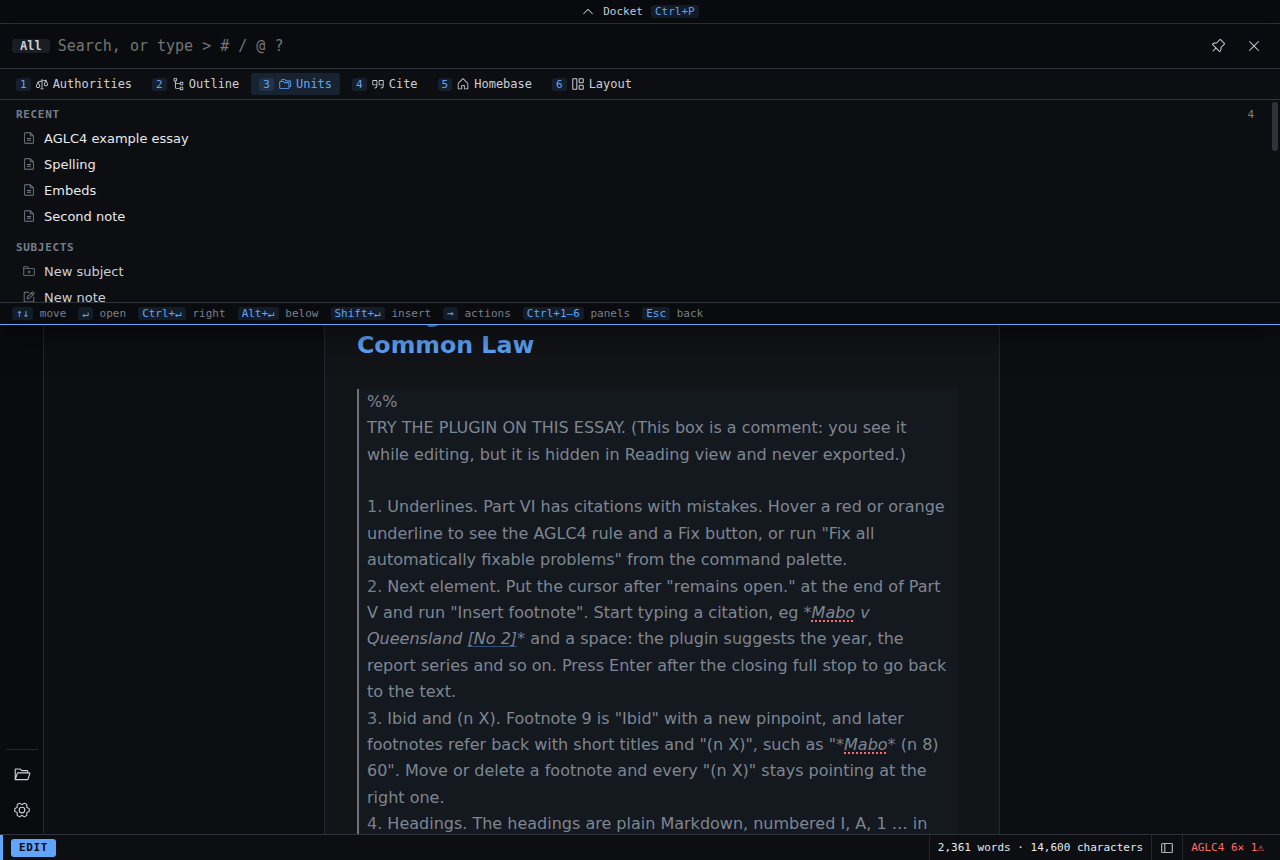 Docket Ctrl+P
All Search, or type > # / @ ?
1 Authorities 2 Outline 3 Units 4 Cite 5 Homebase 6 Layout
RECENT 4
AGLC4 example essay
Spelling
Embeds
Second note
SUBJECTS
New subject
New note
↑↓ move ↵ open Ctrl+↵ right Alt+↵ below Shift+↵ insert → actions Ctrl+1–6 panels Esc back
Common Law
%%
TRY THE PLUGIN ON THIS ESSAY. (This box is a comment: you see it
while editing, but it is hidden in Reading view and never exported.)
1. Underlines. Part VI has citations with mistakes. Hover a red or orange
underline to see the AGLC4 rule and a Fix button, or run "Fix all
automatically fixable problems" from the command palette.
2. Next element. Put the cursor after "remains open." at the end of Part
V and run "Insert footnote". Start typing a citation, eg *Mabo v
Queensland [No 2]* and a space: the plugin suggests the year, the
report series and so on. Press Enter after the closing full stop to go back
to the text.
3. Ibid and (n X). Footnote 9 is "Ibid" with a new pinpoint, and later
footnotes refer back with short titles and "(n X)", such as "*Mabo* (n 8)
60". Move or delete a footnote and every "(n X)" stays pointing at the
right one.
4. Headings. The headings are plain Markdown, numbered I, A, 1 … in
EDIT 2,361 words · 14,600 characters AGLC4 6× 1⚠